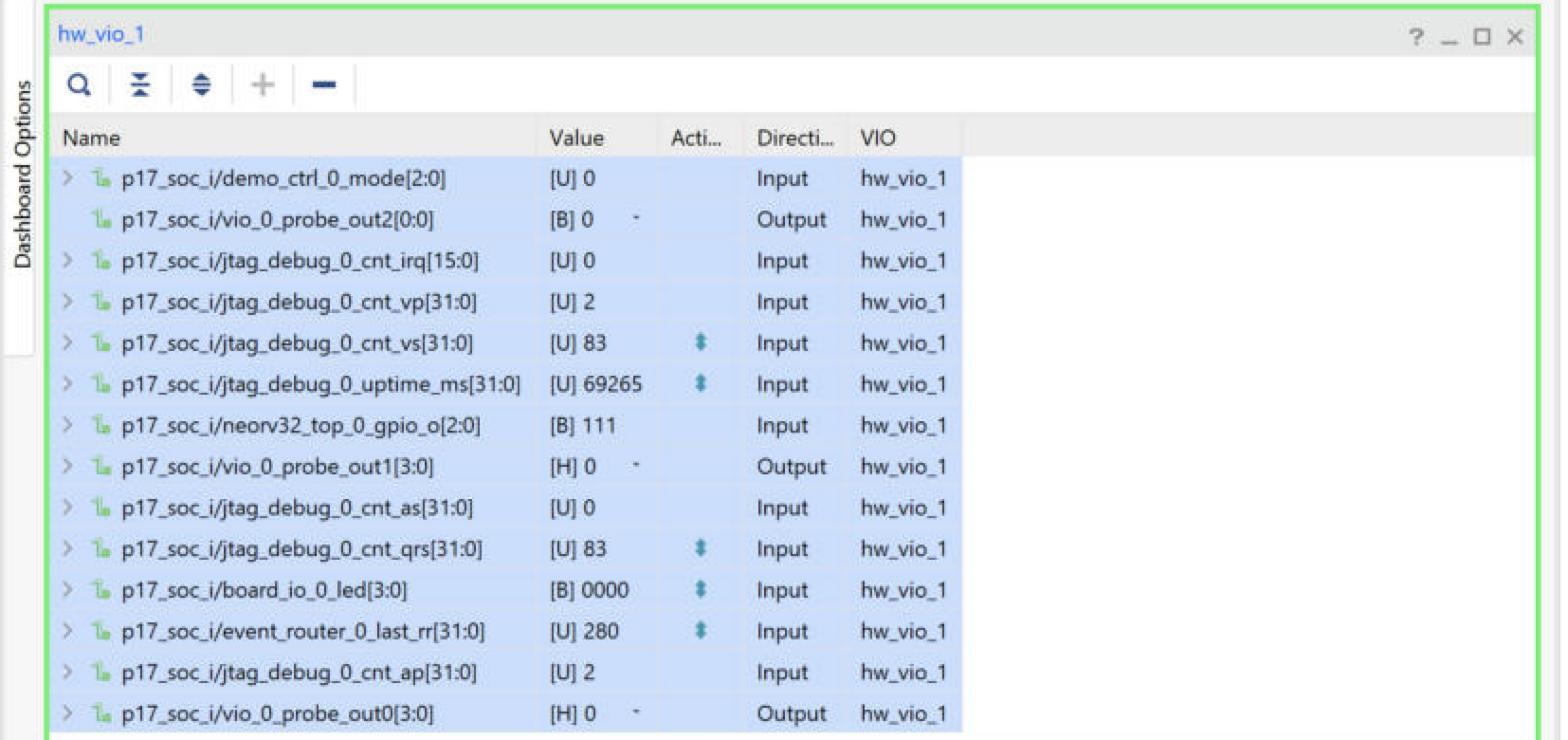 hw_vio_1
?
Dashboard Options
Name Value Acti... Directi... VIO
p17_soc_i/demo_ctrl_0_mode[2:0] [U] 0 Input hw_vio_1
p17_soc_i/vio_0_probe_out2[0:0] [B] 0 Output hw_vio_1
p17_soc_i/jtag_debug_0_cnt_irq[15:0] [U] 0 Input hw_vio_1
p17_soc_i/jtag_debug_0_cnt_vp[31:0] [U] 2 Input hw_vio_1
p17_soc_i/jtag_debug_0_cnt_vs[31:0] [U] 83 Input hw_vio_1
p17_soc_i/jtag_debug_0_uptime_ms[31:0] [U] 69265 Input hw_vio_1
p17_soc_i/neorv32_top_0_gpio_o[2:0] [B] 111 Input hw_vio_1
p17_soc_i/vio_0_probe_out1[3:0] [H] 0 Output hw_vio_1
p17_soc_i/jtag_debug_0_cnt_as[31:0] [U] 0 Input hw_vio_1
p17_soc_i/jtag_debug_0_cnt_qrs[31:0] [U] 83 Input hw_vio_1
p17_soc_i/board_io_0_led[3:0] [B] 0000 Input hw_vio_1
p17_soc_i/event_router_0_last_rr[31:0] [U] 280 Input hw_vio_1
p17_soc_i/jtag_debug_0_cnt_ap[31:0] [U] 2 Input hw_vio_1
p17_soc_i/vio_0_probe_out0[3:0] [H] 0 Output hw_vio_1